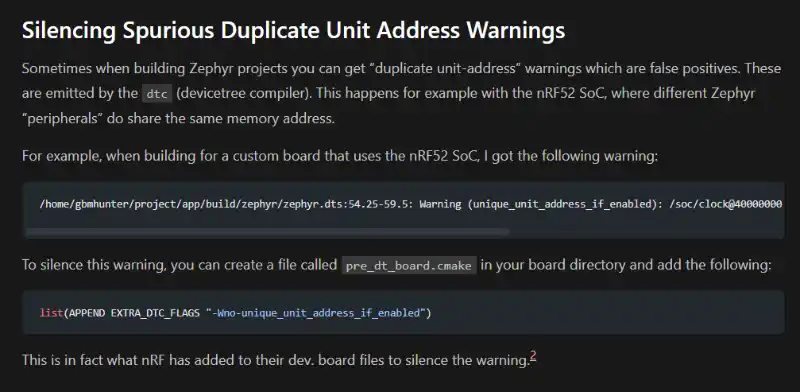 Silencing Spurious Duplicate Unit Address Warnings
Sometimes when building Zephyr projects you can get “duplicate unit-address” warnings which are false positives. These
are emitted by the dtc (devicetree compiler). This happens for example with the nRF52 SoC, where different Zephyr
“peripherals” do share the same memory address.
For example, when building for a custom board that uses the nRF52 SoC, I got the following warning:
/home/gbmhunter/project/app/build/zephyr/zephyr.dts:54.25-59.5: Warning (unique_unit_address_if_enabled): /soc/clock@40000000
To silence this warning, you can create a file called pre_dt_board.cmake in your board directory and add the following:
list(APPEND EXTRA_DTC_FLAGS "-Wno-unique_unit_address_if_enabled")
This is in fact what nRF has added to their dev. board files to silence the warning.2